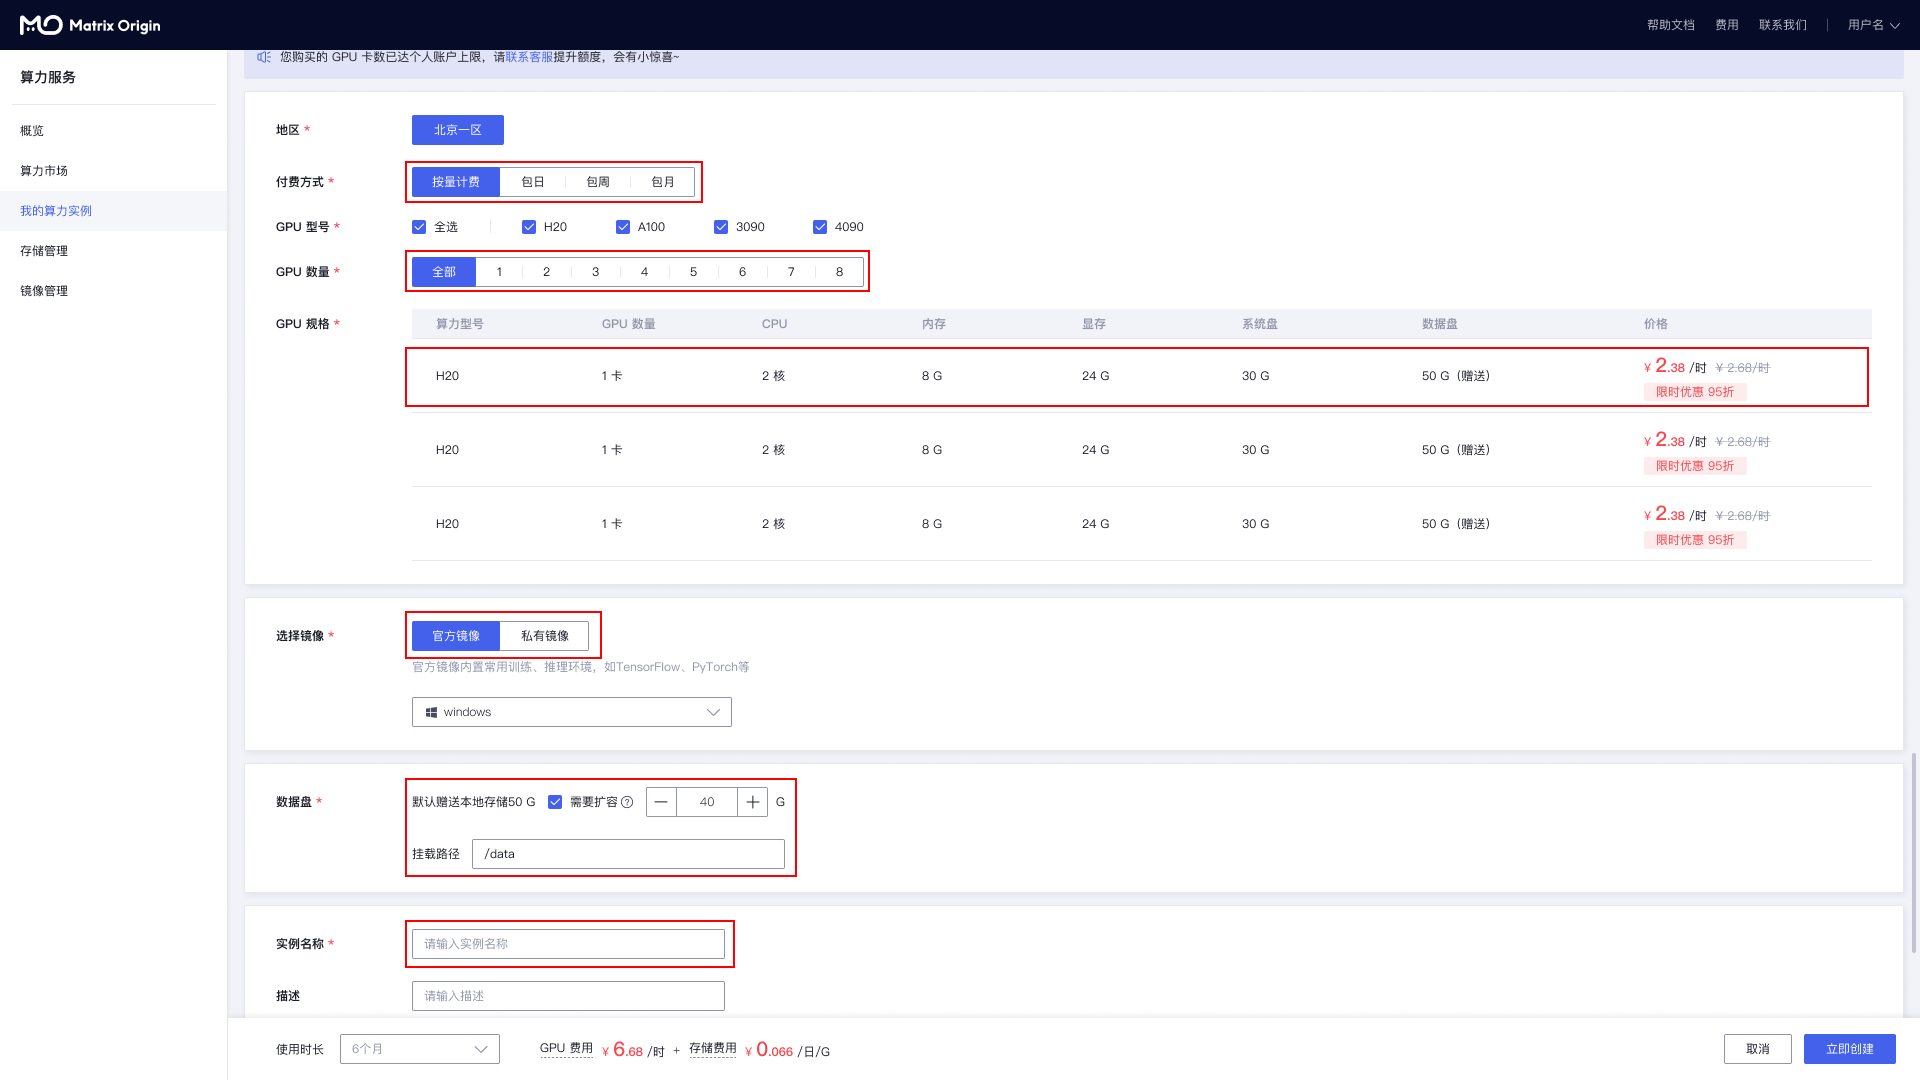 Matrix Origin
帮助文档 费用 联系我们 用户名
算力服务
概览
算力市场
我的算力实例
存储管理
镜像管理
您购买的 GPU 卡数已达个人账户上限，请联系客服提升额度，会有小惊喜~
地区 * 北京一区
付费方式 * 按量计费 包日 包周 包月
GPU 型号 * 全选 H20 A100 3090 4090
GPU 数量 * 全部 1 2 3 4 5 6 7 8
GPU 规格 * 算力型号 GPU 数量 CPU 内存 显存 系统盘 数据盘 价格
H20 1 卡 2 核 8 G 24 G 30 G 50 G（赠送） ¥ 2.38 /时 ¥ 2.68/时
限时优惠 95折
H20 1 卡 2 核 8 G 24 G 30 G 50 G（赠送） ¥ 2.38 /时 ¥ 2.68/时
限时优惠 95折
H20 1 卡 2 核 8 G 24 G 30 G 50 G（赠送） ¥ 2.38 /时 ¥ 2.68/时
限时优惠 95折
选择镜像 * 官方镜像 私有镜像
官方镜像内置常用训练、推理环境，如TensorFlow、PyTorch等
windows
数据盘 * 默认赠送本地存储50 G 需要扩容 ? — 40 + G
挂载路径 /data
实例名称 * 请输入实例名称
描述 请输入描述
使用时长 6个月 GPU 费用 ¥ 6.68 /时 + 存储费用 ¥ 0.066 /日/G 取消 立即创建